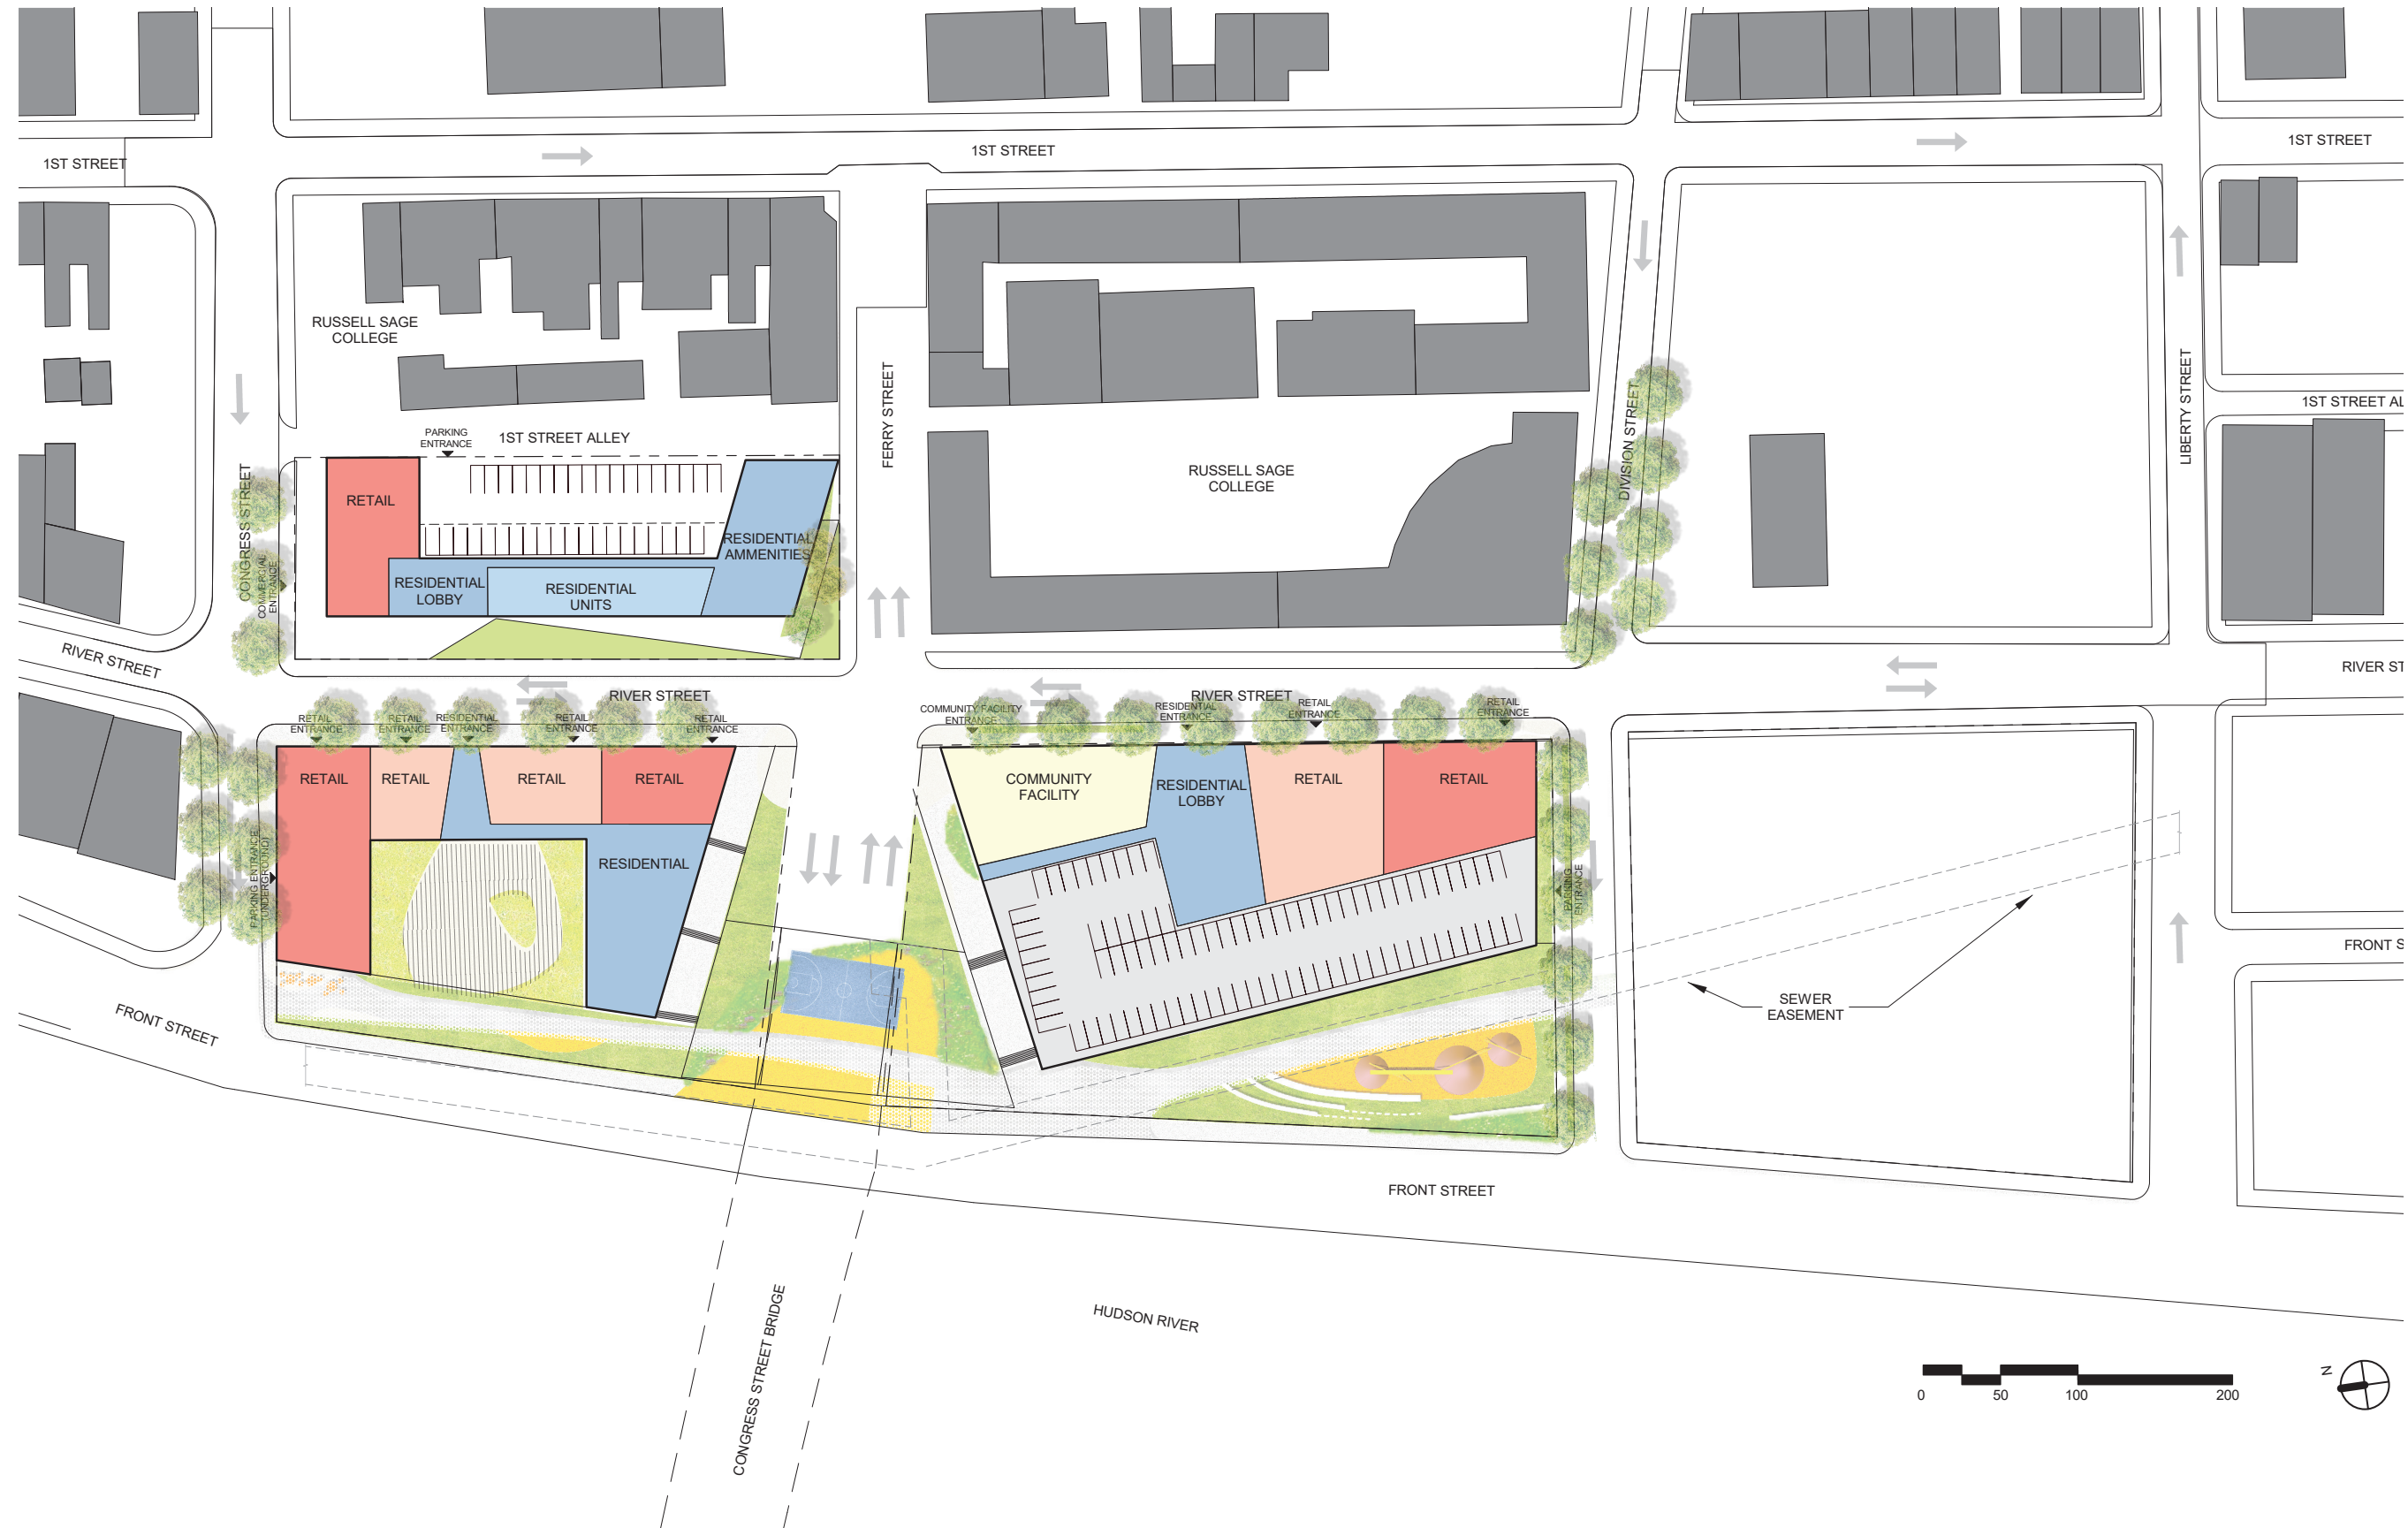 1ST STREET
1ST STREET
1ST STREET
RUSSELL SAGE
COLLEGE
FERRY STREET
DIVISION STREET
LIBERTY STREET
1ST STREET AL
PARKING
ENTRANCE
1ST STREET ALLEY
CONGRESS STREET
COMMERCIAL
ENTRANCE
RETAIL
RESIDENTIAL
AMMENITIES
RESIDENTIAL
LOBBY
RESIDENTIAL
UNITS
RUSSELL SAGE
COLLEGE
RIVER STREET
RIVER STREET
RIVER STREET
RIVER ST
RETAIL
ENTRANCE
RETAIL
ENTRANCE
RESIDENTIAL
ENTRANCE
RETAIL
ENTRANCE
RETAIL
ENTRANCE
COMMUNITY FACILITY
ENTRANCE
RESIDENTIAL
ENTRANCE
RETAIL
ENTRANCE
RETAIL
ENTRANCE
RETAIL
RETAIL
RETAIL
RETAIL
RESIDENTIAL
COMMUNITY
FACILITY
RESIDENTIAL
LOBBY
RETAIL
RETAIL
PARKING ENTRANCE
(UNDERGROUND)
PARKING
ENTRANCE
SEWER
EASEMENT
FRONT S
FRONT STREET
FRONT STREET
CONGRESS STREET BRIDGE
HUDSON RIVER
0 50 100 200
N